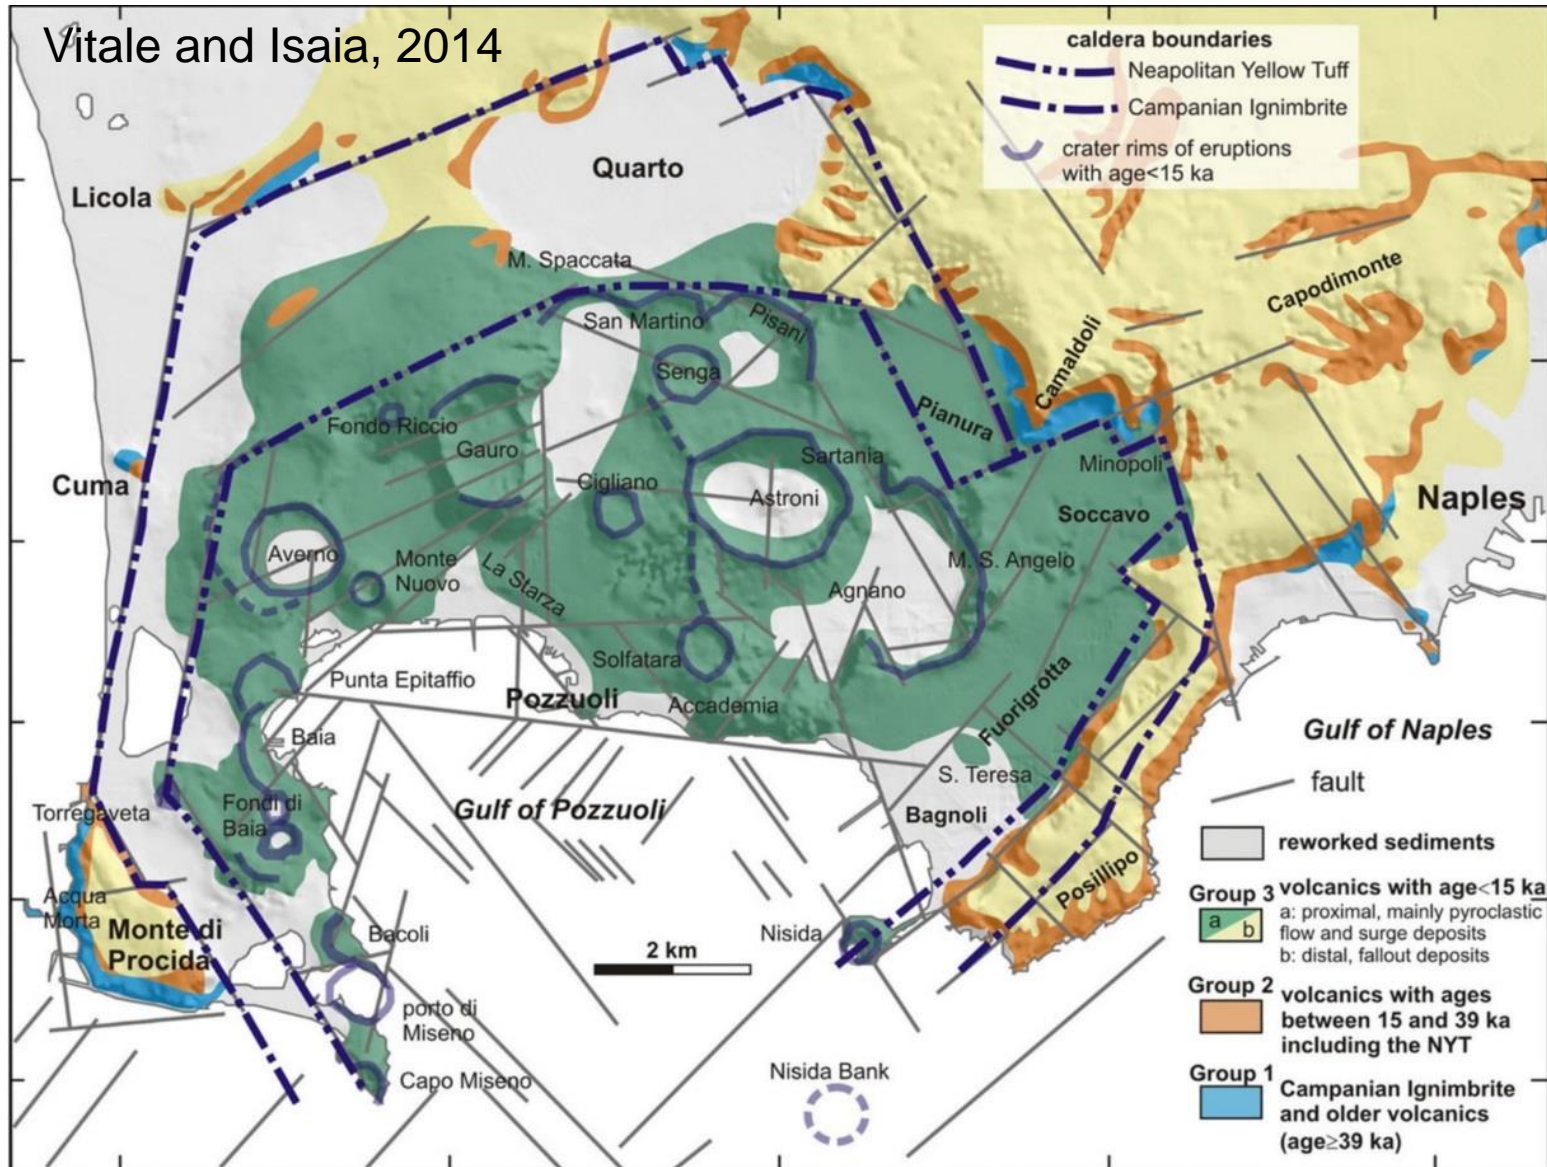 Vitale and Isaia, 2014
caldera boundaries
Neapolitan Yellow Tuff
Campanian Ignimbrite
crater rims of eruptions
with age<15 ka
Quarto
Licola
M. Spaccata
Capodimonte
San Martino
Pisani
Camaldoli
Senga
Pianura
Fondo Riccio
Gauro
Sartania
Minopoli
Cuma
Cigliano
Astroni
Naples
Soccavo
Averno
Monte
Nuovo
La Starza
M. S. Angelo
Agnano
Solfatara
Punta Epitaffio
Pozzuoli
Accademia
Fuorigrotta
Baia
Gulf of Naples
S. Teresa
fault
Torregaveta
Fondi di
Baia
Gulf of Pozzuoli
Bagnoli
reworked sediments
Posillipo
Acqua
Morta
Monte di
Procida
Bacoli
Nisida
2 km
Group 3
volcanics with age<15 ka
a b
a: proximal, mainly pyroclastic
flow and surge deposits
b: distal, fallout deposits
porto di
Miseno
Group 2
volcanics with ages
between 15 and 39 ka
including the NYT
Capo Miseno
Nisida Bank
Group 1
Campanian Ignimbrite
and older volcanics
(age≥39 ka)